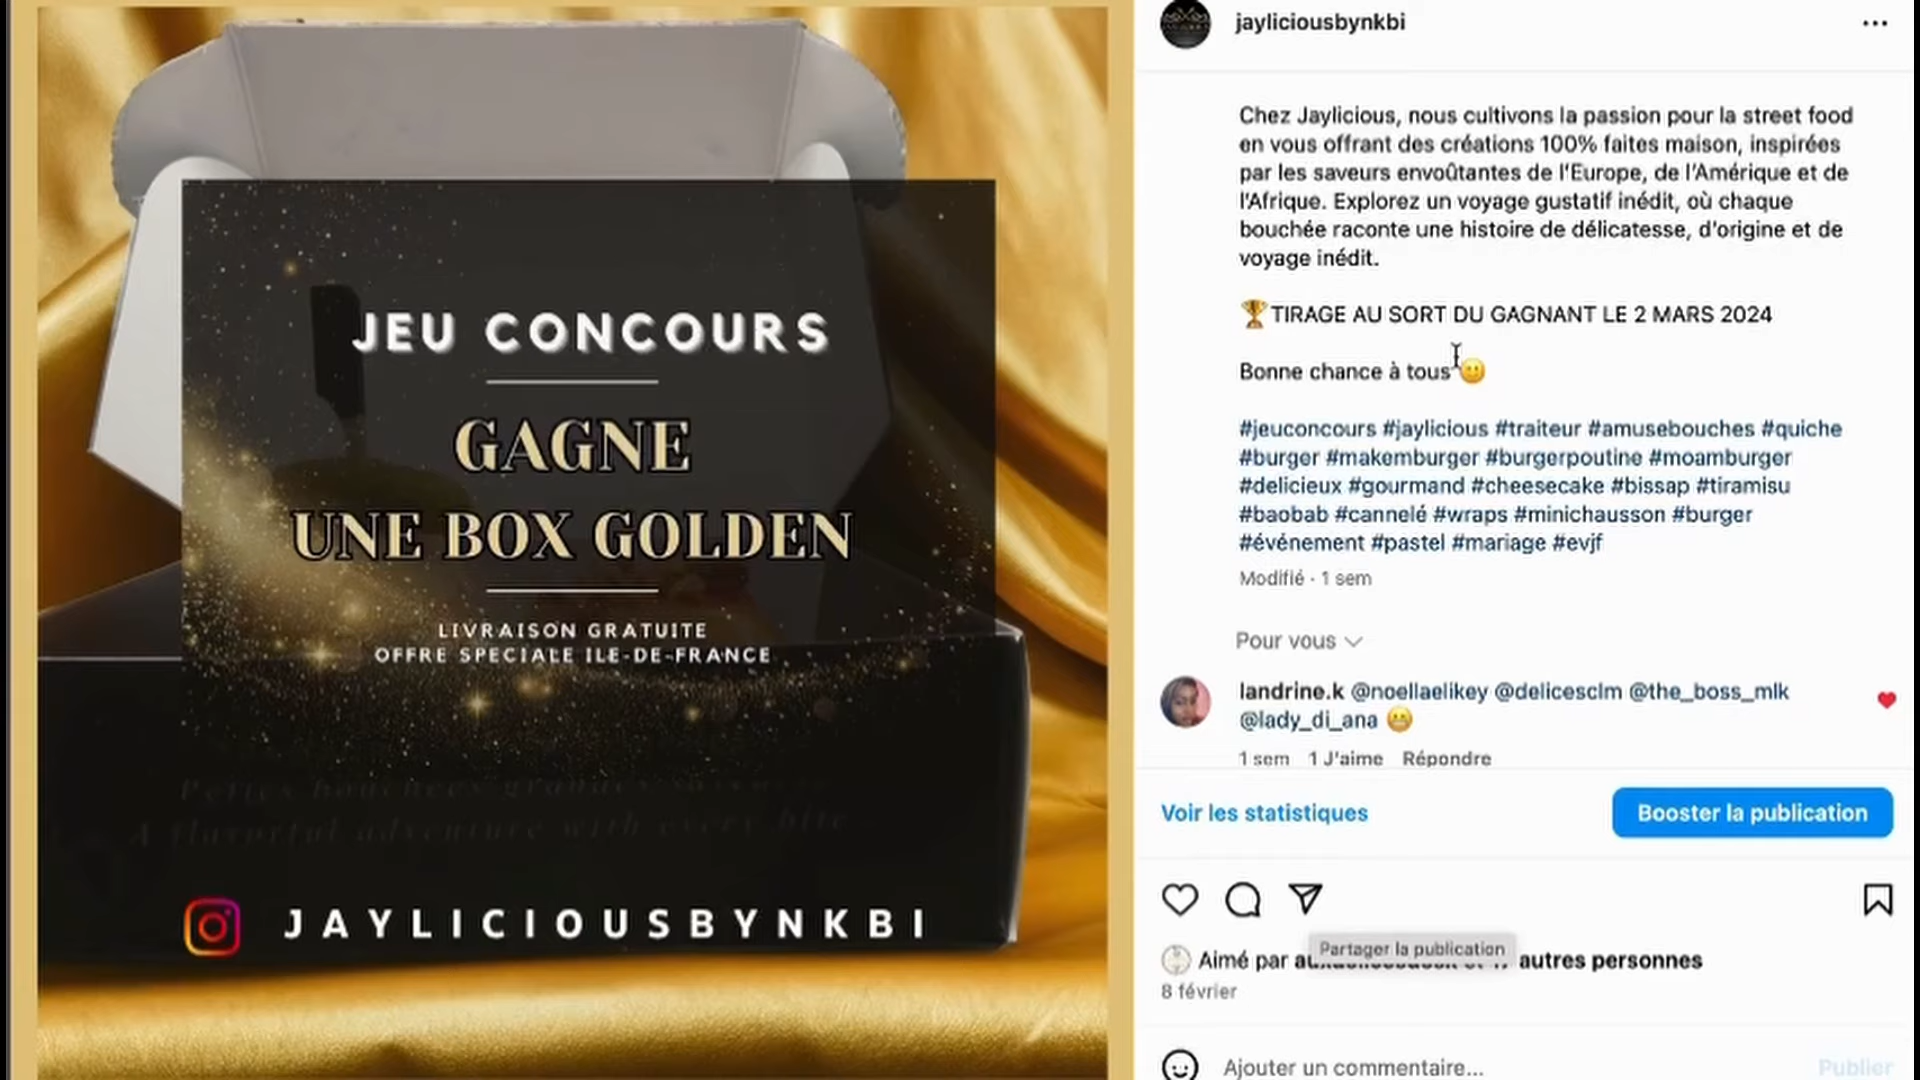 JEU CONCOURS
GAGNE
UNE BOX GOLDEN
LIVRAISON GRATUITE
OFFRE SPECIALE ILE-DE-FRANCE
A flavorful adventure with every bite
JAYLICIOUSBYNKBI
jayliciousbynkbi
Chez Jaylicious, nous cultivons la passion pour la street food
en vous offrant des créations 100% faites maison, inspirées
par les saveurs envoûtantes de l'Europe, de l'Amérique et de
l'Afrique. Explorez un voyage gustatif inédit, où chaque
bouchée raconte une histoire de délicatesse, d'origine et de
voyage inédit.
🏆TIRAGE AU SORT DU GAGNANT LE 2 MARS 2024
Bonne chance à tous 🙂
#jeuconcours #jaylicious #traiteur #amusebouches #quiche
#burger #makemburger #burgerpoutine #moamburger
#delicieux #gourmand #cheesecake #bissap #tiramisu
#baobab #cannelé #wraps #minichausson #burger
#événement #pastel #mariage #evjf
Modifié · 1 sem
Pour vous
landrine.k @noellaelikey @delicesclm @the_boss_mlk
@lady_di_ana 😬
1 sem 1 J'aime Répondre
Voir les statistiques
Booster la publication
Partager la publication
Aimé par autres personnes
8 février
Ajouter un commentaire...
Publier